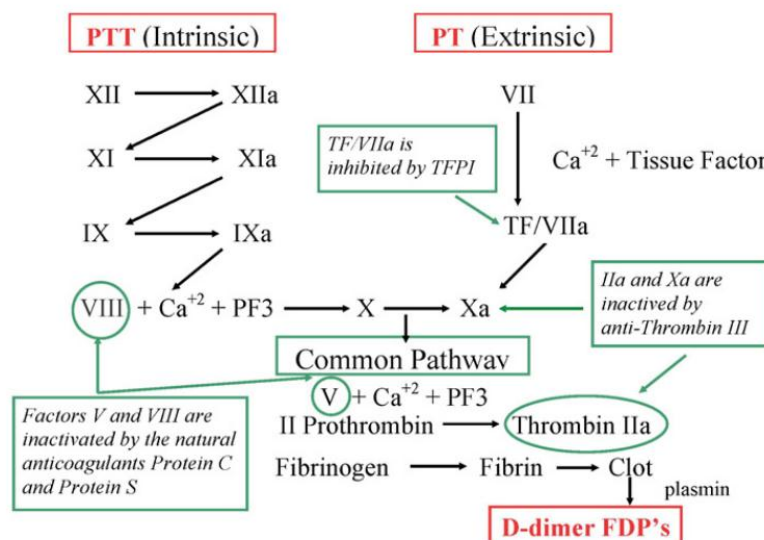 PTT (Intrinsic)
PT (Extrinsic)
XII XIIa
VII
XI XIa
TF/VIIa is
inhibited by TFPI
Ca+2 + Tissue Factor
IX IXa
TF/VIIa
VIII + Ca+2 + PF3 X Xa
IIa and Xa are
inactived by
anti-Thrombin III
Common Pathway
V + Ca+2 + PF3
Factors V and VIII are
inactivated by the natural
anticoagulants Protein C
and Protein S
II Prothrombin Thrombin IIa
Fibrinogen Fibrin Clot
plasmin
D-dimer FDP's